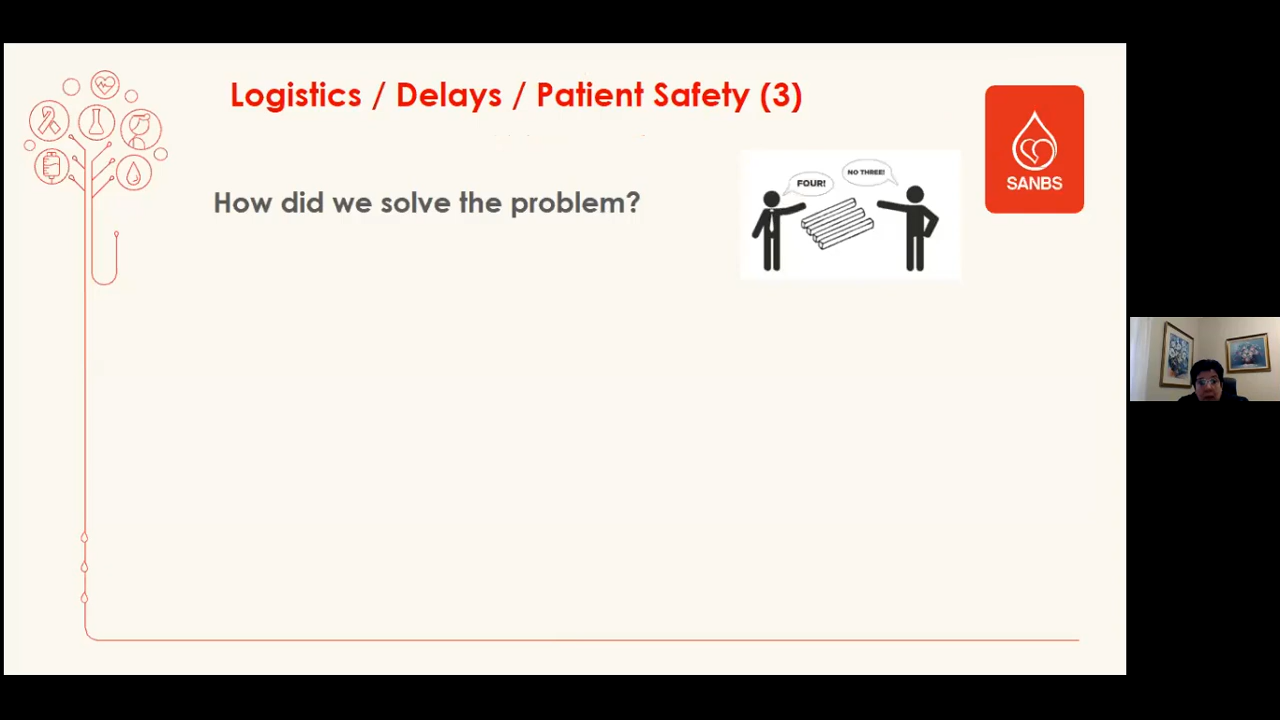 Logistics / Delays / Patient Safety (3)
How did we solve the problem?
FOUR!
NO THREE!
SANBS